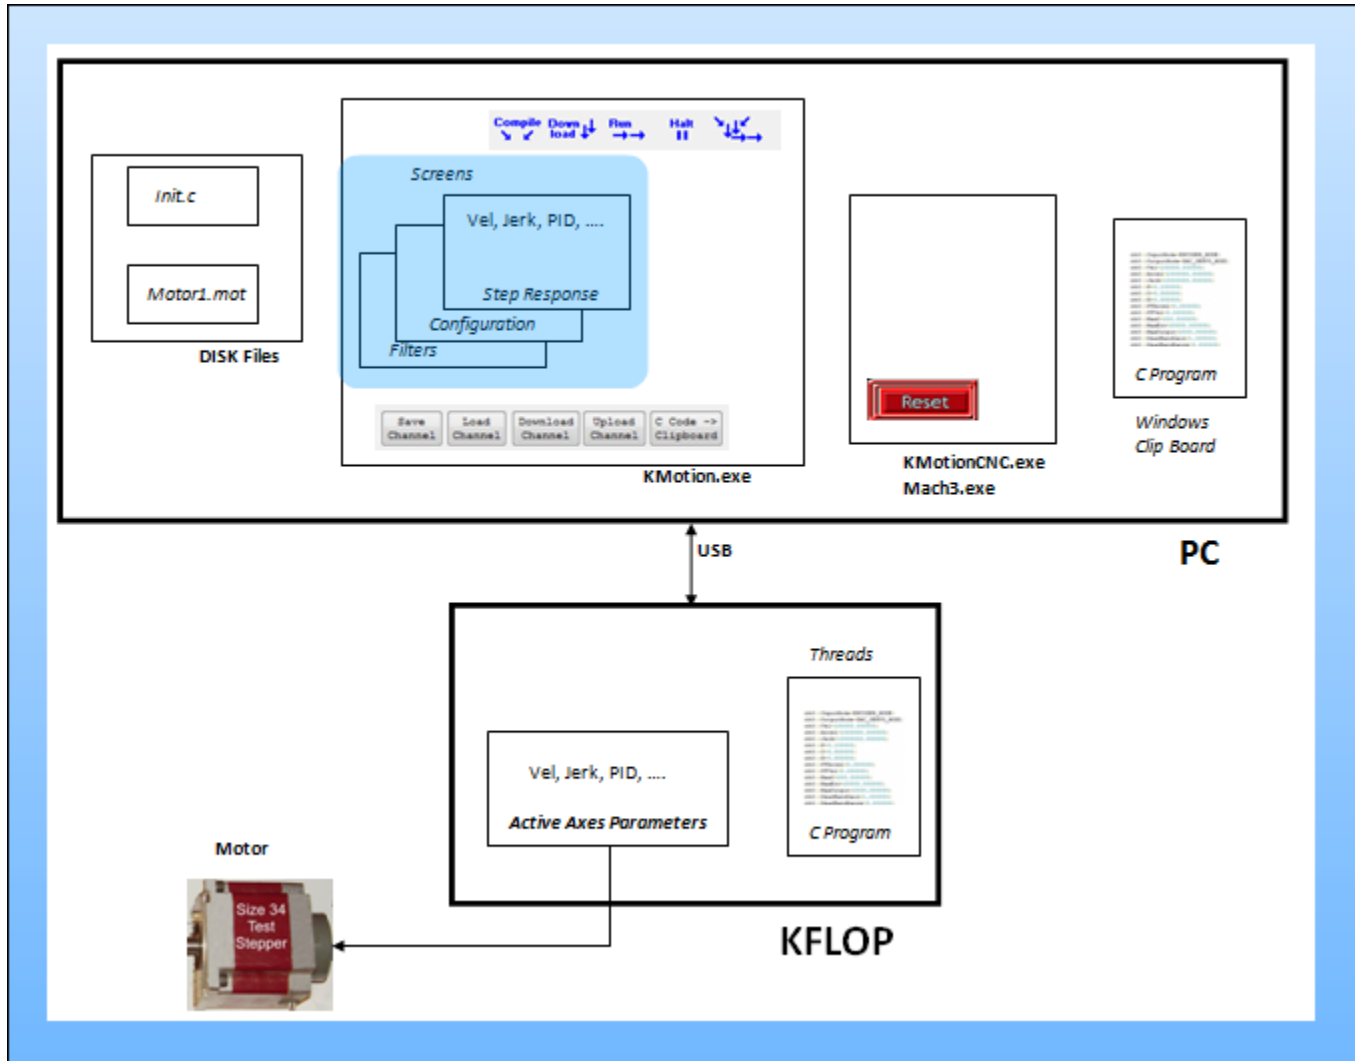 Compile
Down
load
Run
Halt
Screens
Init.c
Vel, Jerk, PID, ....
Motor1.mot
Step Response
Configuration
Filters
DISK Files
Reset
C Program
Save
Channel
Load
Channel
Download
Channel
Upload
Channel
C Code ->
Clipboard
Windows
Clip Board
KMotion.exe
KMotionCNC.exe
Mach3.exe
USB
PC
Threads
Vel, Jerk, PID, ....
Active Axes Parameters
C Program
Motor
Size 34
Test
Stepper
KFLOP